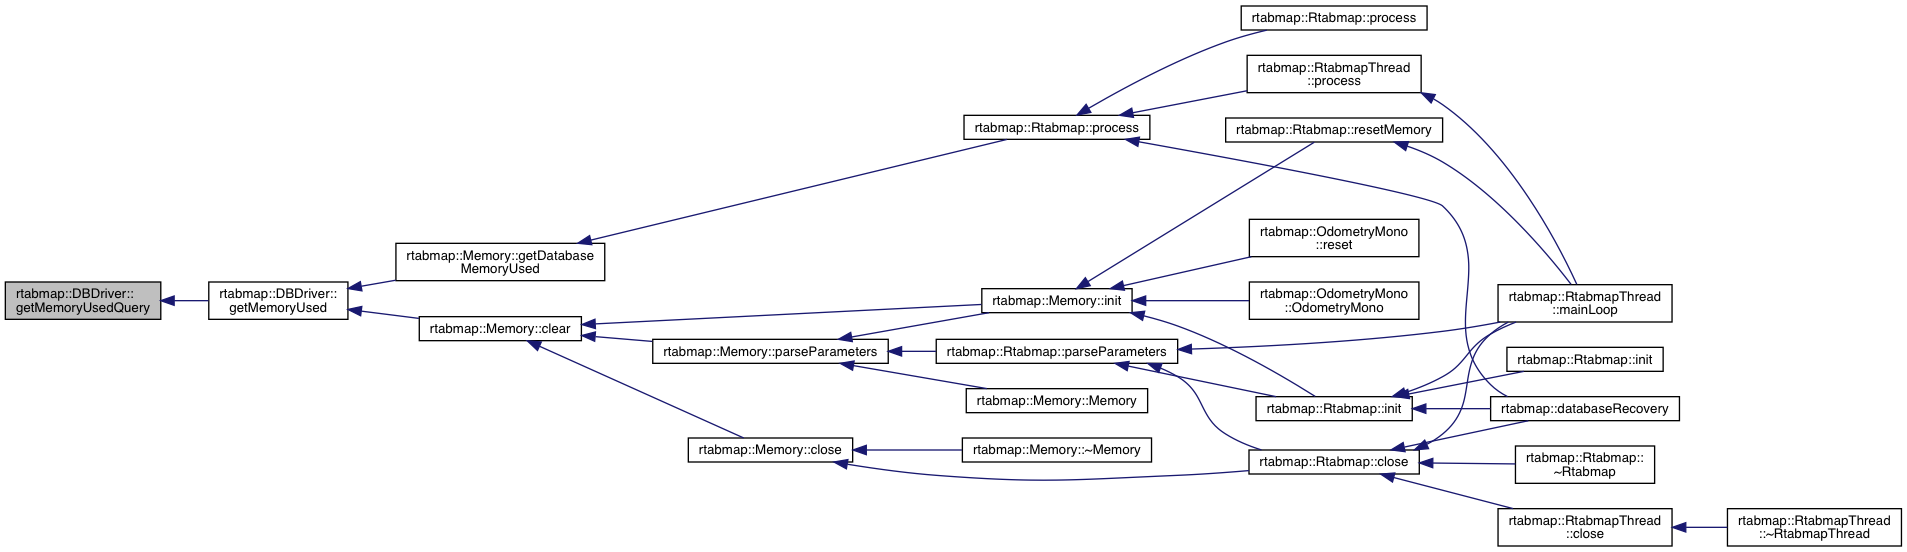 rtabmap::DBDriver::
getMemoryUsedQuery
rtabmap::DBDriver::
getMemoryUsed
rtabmap::Memory::getDatabase
MemoryUsed
rtabmap::Memory::clear
rtabmap::Memory::parseParameters
rtabmap::Memory::close
rtabmap::Rtabmap::process
rtabmap::Memory::init
rtabmap::Rtabmap::parseParameters
rtabmap::Memory::Memory
rtabmap::Memory::~Memory
rtabmap::Rtabmap::process
rtabmap::RtabmapThread
::process
rtabmap::Rtabmap::resetMemory
rtabmap::OdometryMono
::reset
rtabmap::OdometryMono
::OdometryMono
rtabmap::Rtabmap::init
rtabmap::Rtabmap::close
rtabmap::RtabmapThread
::mainLoop
rtabmap::Rtabmap::init
rtabmap::databaseRecovery
rtabmap::Rtabmap::
~Rtabmap
rtabmap::RtabmapThread
::close
rtabmap::RtabmapThread
::~RtabmapThread